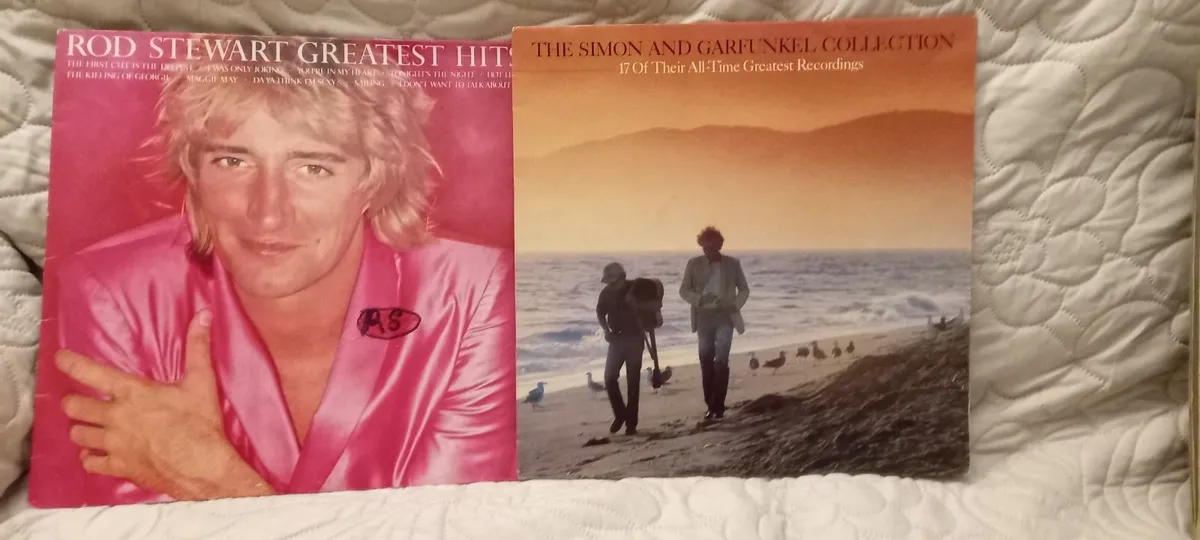 ROD STEWART GREATEST HITS
THE FIRST CUT IS THE DEEPEST · I WAS ONLY JOKING · YOU'RE IN MY HEART · TONIGHT'S THE NIGHT · HOT
THE KILLING OF GEORGIE · MAGGIE MAY · DA YA THINK I'M SEXY · SAILING · I DON'T WANT TO TALK ABOUT
RS
THE SIMON AND GARFUNKEL COLLECTION
17 Of Their All-Time Greatest Recordings